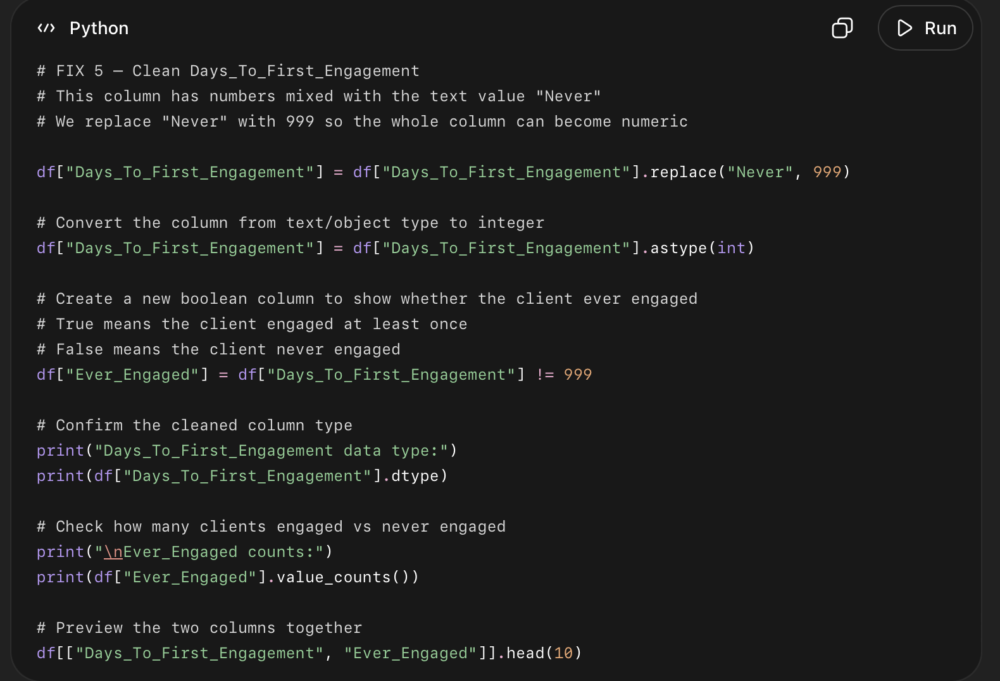 </> Python
Run
# FIX 5 — Clean Days_To_First_Engagement
# This column has numbers mixed with the text value "Never"
# We replace "Never" with 999 so the whole column can become numeric
df["Days_To_First_Engagement"] = df["Days_To_First_Engagement"].replace("Never", 999)
# Convert the column from text/object type to integer
df["Days_To_First_Engagement"] = df["Days_To_First_Engagement"].astype(int)
# Create a new boolean column to show whether the client ever engaged
# True means the client engaged at least once
# False means the client never engaged
df["Ever_Engaged"] = df["Days_To_First_Engagement"] != 999
# Confirm the cleaned column type
print("Days_To_First_Engagement data type:")
print(df["Days_To_First_Engagement"].dtype)
# Check how many clients engaged vs never engaged
print("\nEver_Engaged counts:")
print(df["Ever_Engaged"].value_counts())
# Preview the two columns together
df[["Days_To_First_Engagement", "Ever_Engaged"]].head(10)